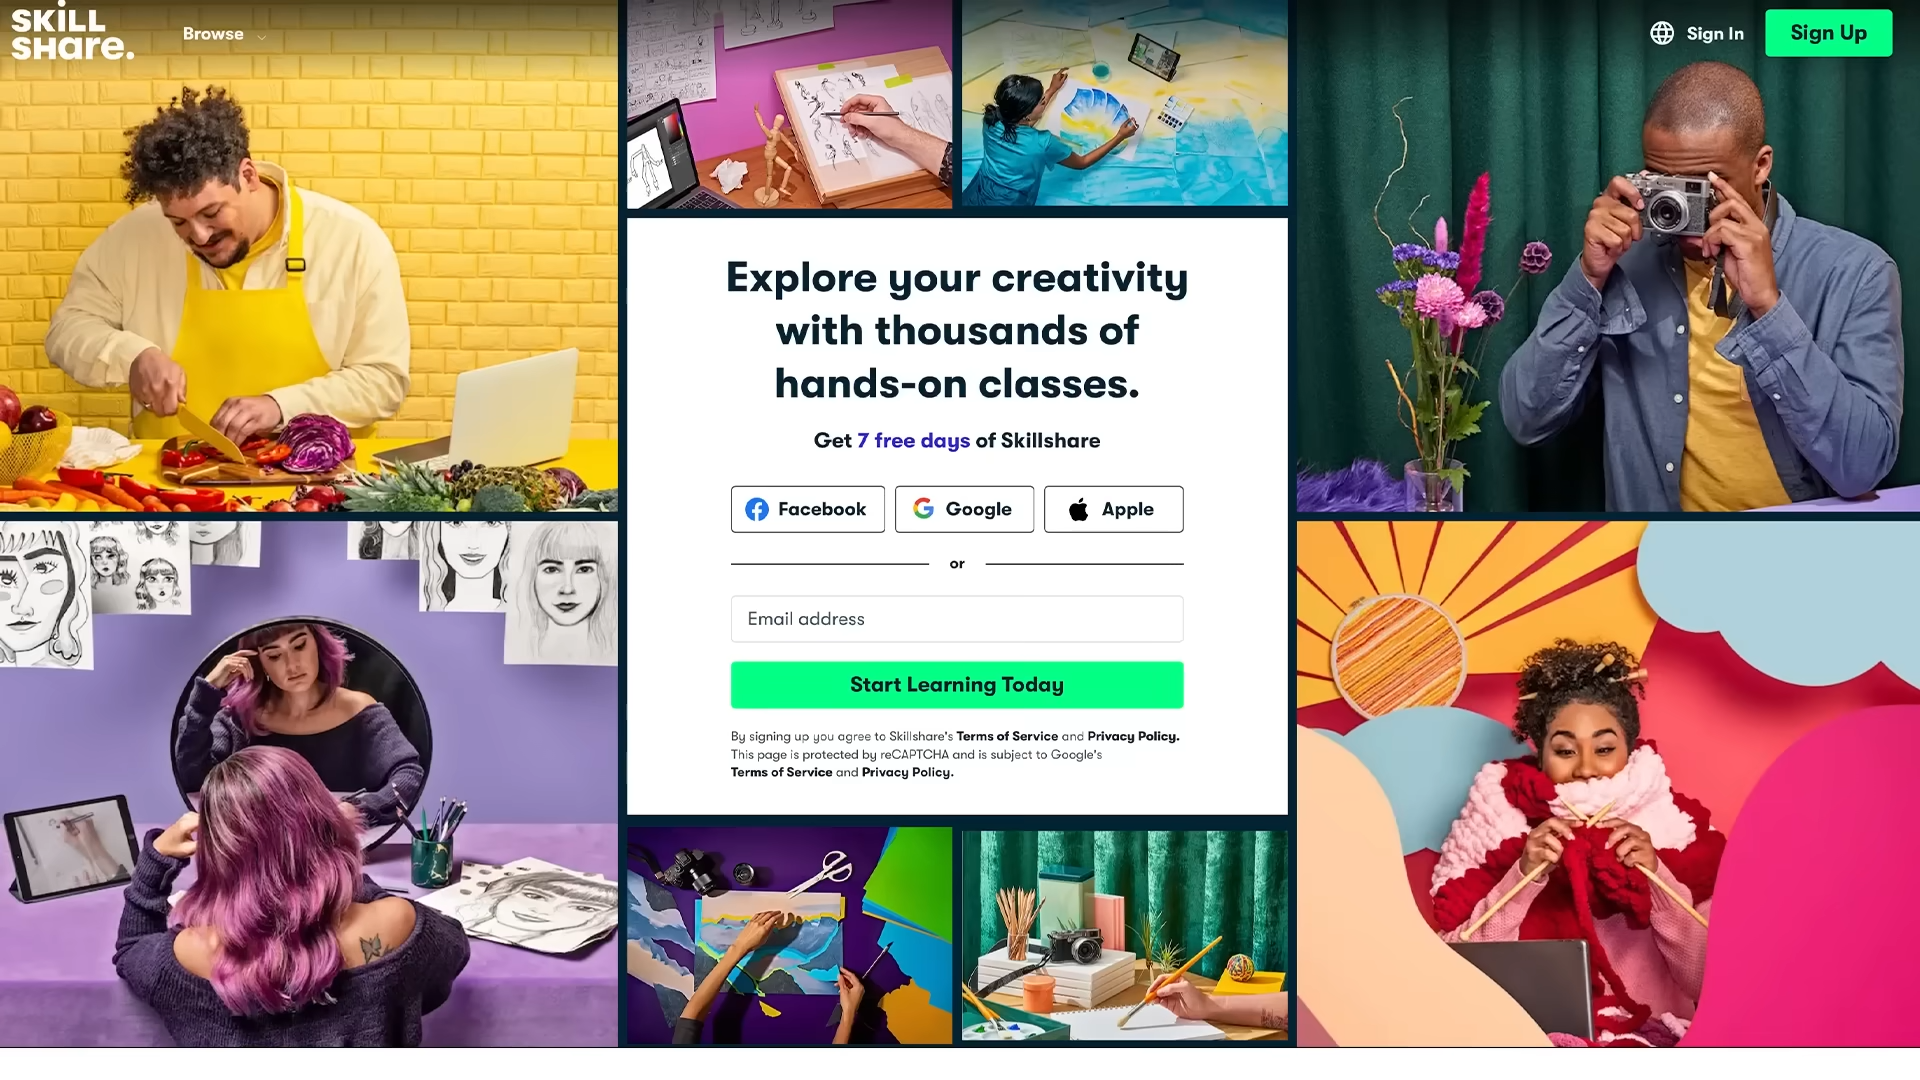 SKILL
SHARE.
Browse
Sign In
Sign Up
Explore your creativity
with thousands of
hands-on classes.
Get 7 free days of Skillshare
Facebook
Google
Apple
or
Email address
Start Learning Today
By signing up you agree to Skillshare's Terms of Service and Privacy Policy.
This page is protected by reCAPTCHA and is subject to Google's
Terms of Service and Privacy Policy.